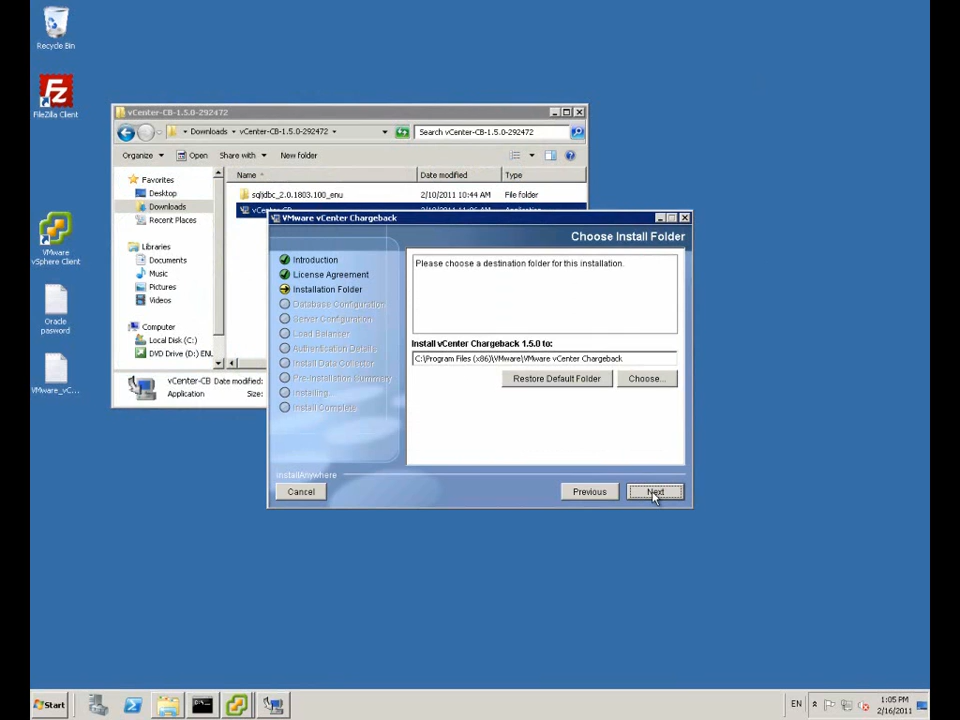 Recycle Bin
FileZilla Client
VMware
vSphere Client
Oracle
pasword
VMware_vC...
vCenter-CB-1.5.0-292472
Downloads
vCenter-CB-1.5.0-292472
Search vCenter-CB-1.5.0-292472
Organize
Open
Share with
New folder
Favorites
Desktop
Downloads
Recent Places
Libraries
Documents
Music
Pictures
Videos
Computer
Local Disk (C:)
DVD Drive (D:) EN
Name
Date modified
Type
sqljdbc_2.0.1803.100_enu
2/10/2011 10:44 AM
File folder
vCenter-CB
vCenter-CB
Date modified:
Application
Size:
VMware vCenter Chargeback
Choose Install Folder
Introduction
License Agreement
Installation Folder
Database Configuration
Server Configuration
Load Balancer
Authentication Details
Install Data Collector
Pre-Installation Summary
Installing...
Install Complete
Please choose a destination folder for this installation.
Install vCenter Chargeback 1.5.0 to:
C:\Program Files (x86)\VMware\VMware vCenter Chargeback
Restore Default Folder
Choose...
InstallAnywhere
Cancel
Previous
Next
Start
EN
1:05 PM
2/16/2011